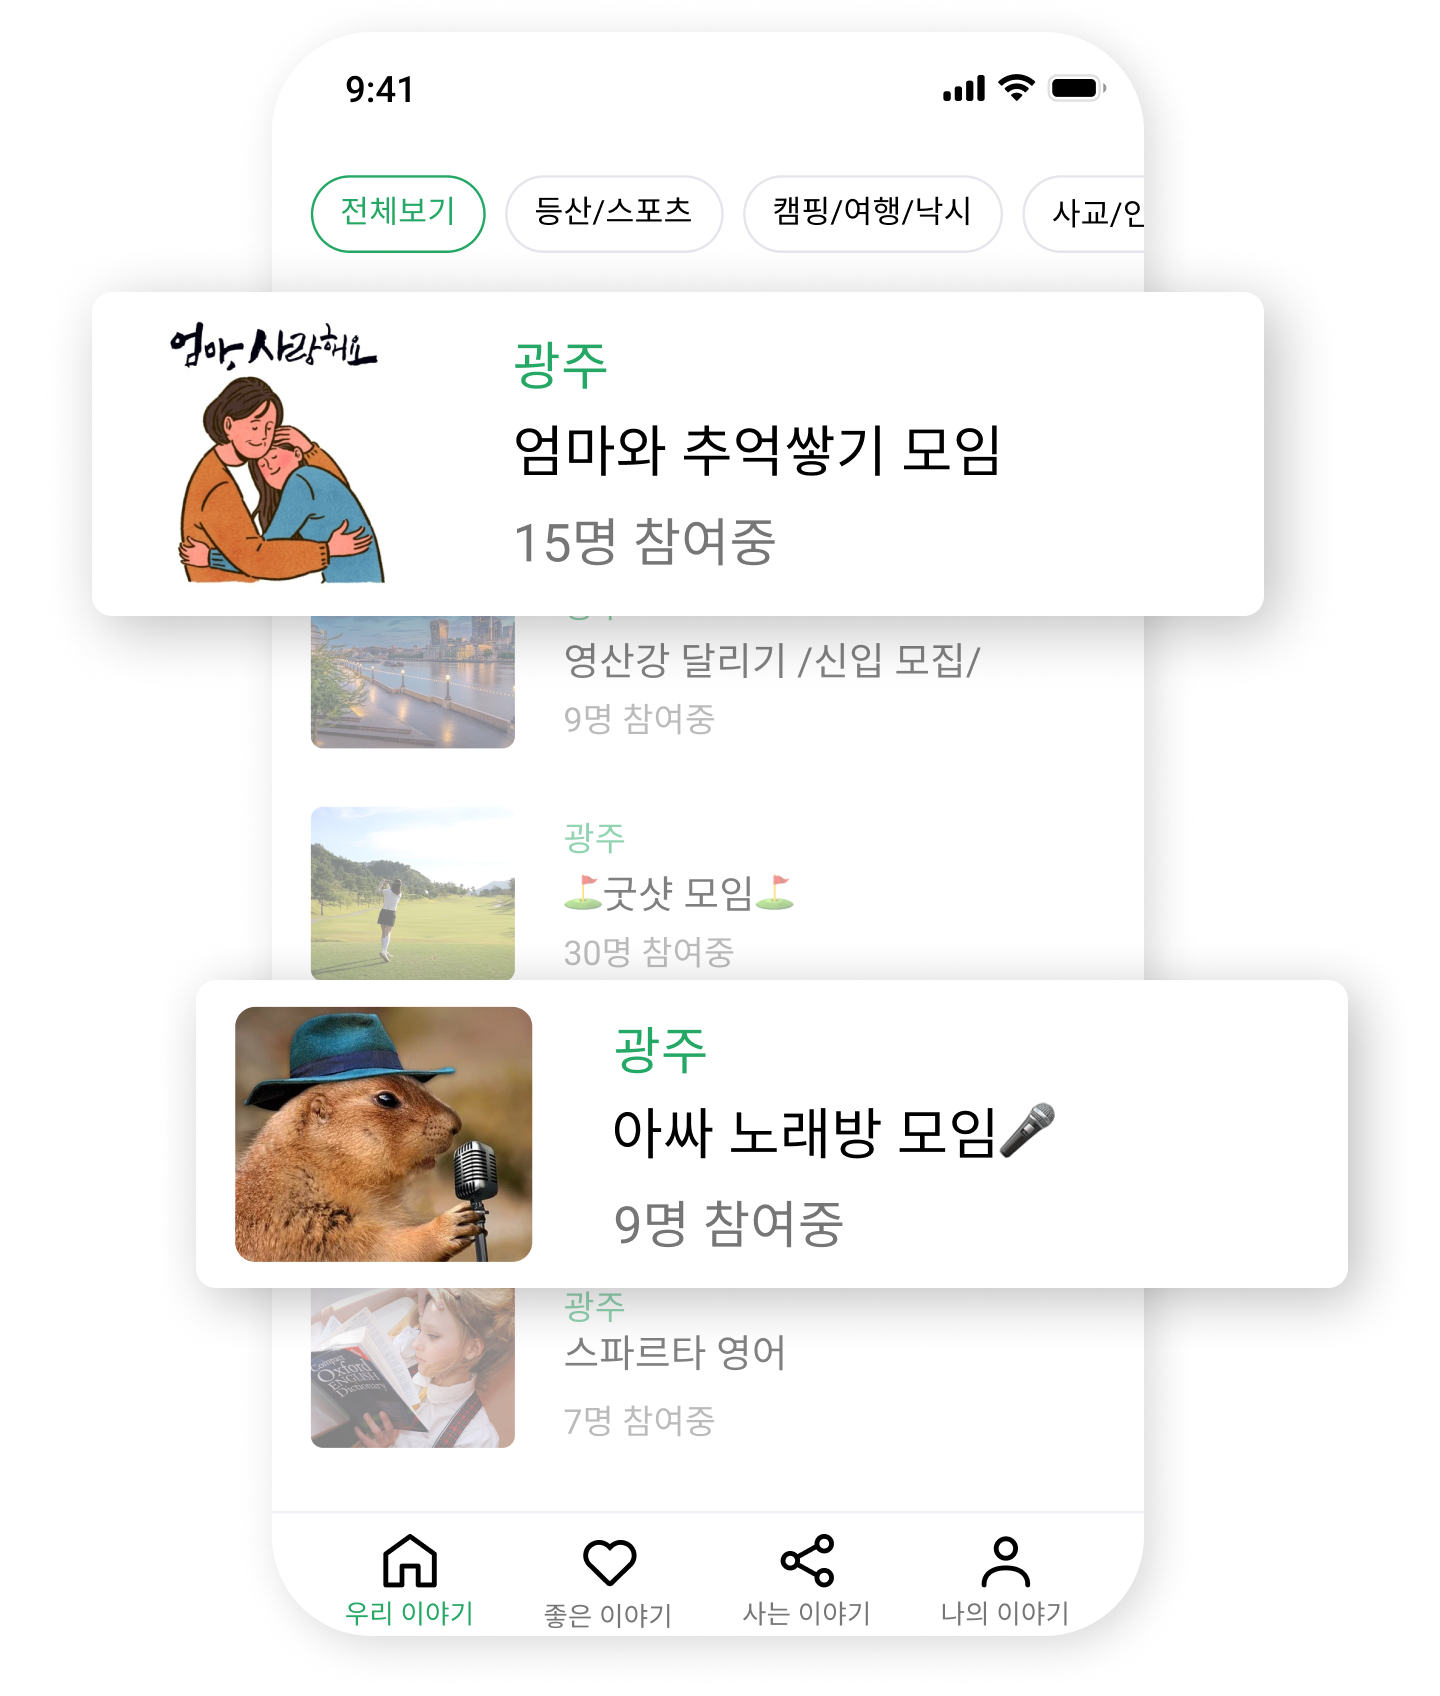 9:41
전체보기
등산/스포츠
캠핑/여행/낚시
사교/인
엄마, 사랑해요
광주
엄마와 추억쌓기 모임
15명 참여중
영산강 달리기 /신입 모집/
9명 참여중
광주
⛳굿샷 모임⛳
30명 참여중
광주
아싸 노래방 모임🎤
9명 참여중
Compact
Oxford
ENGLISH
Dictionary
광주
스파르타 영어
7명 참여중
우리 이야기
좋은 이야기
사는 이야기
나의 이야기